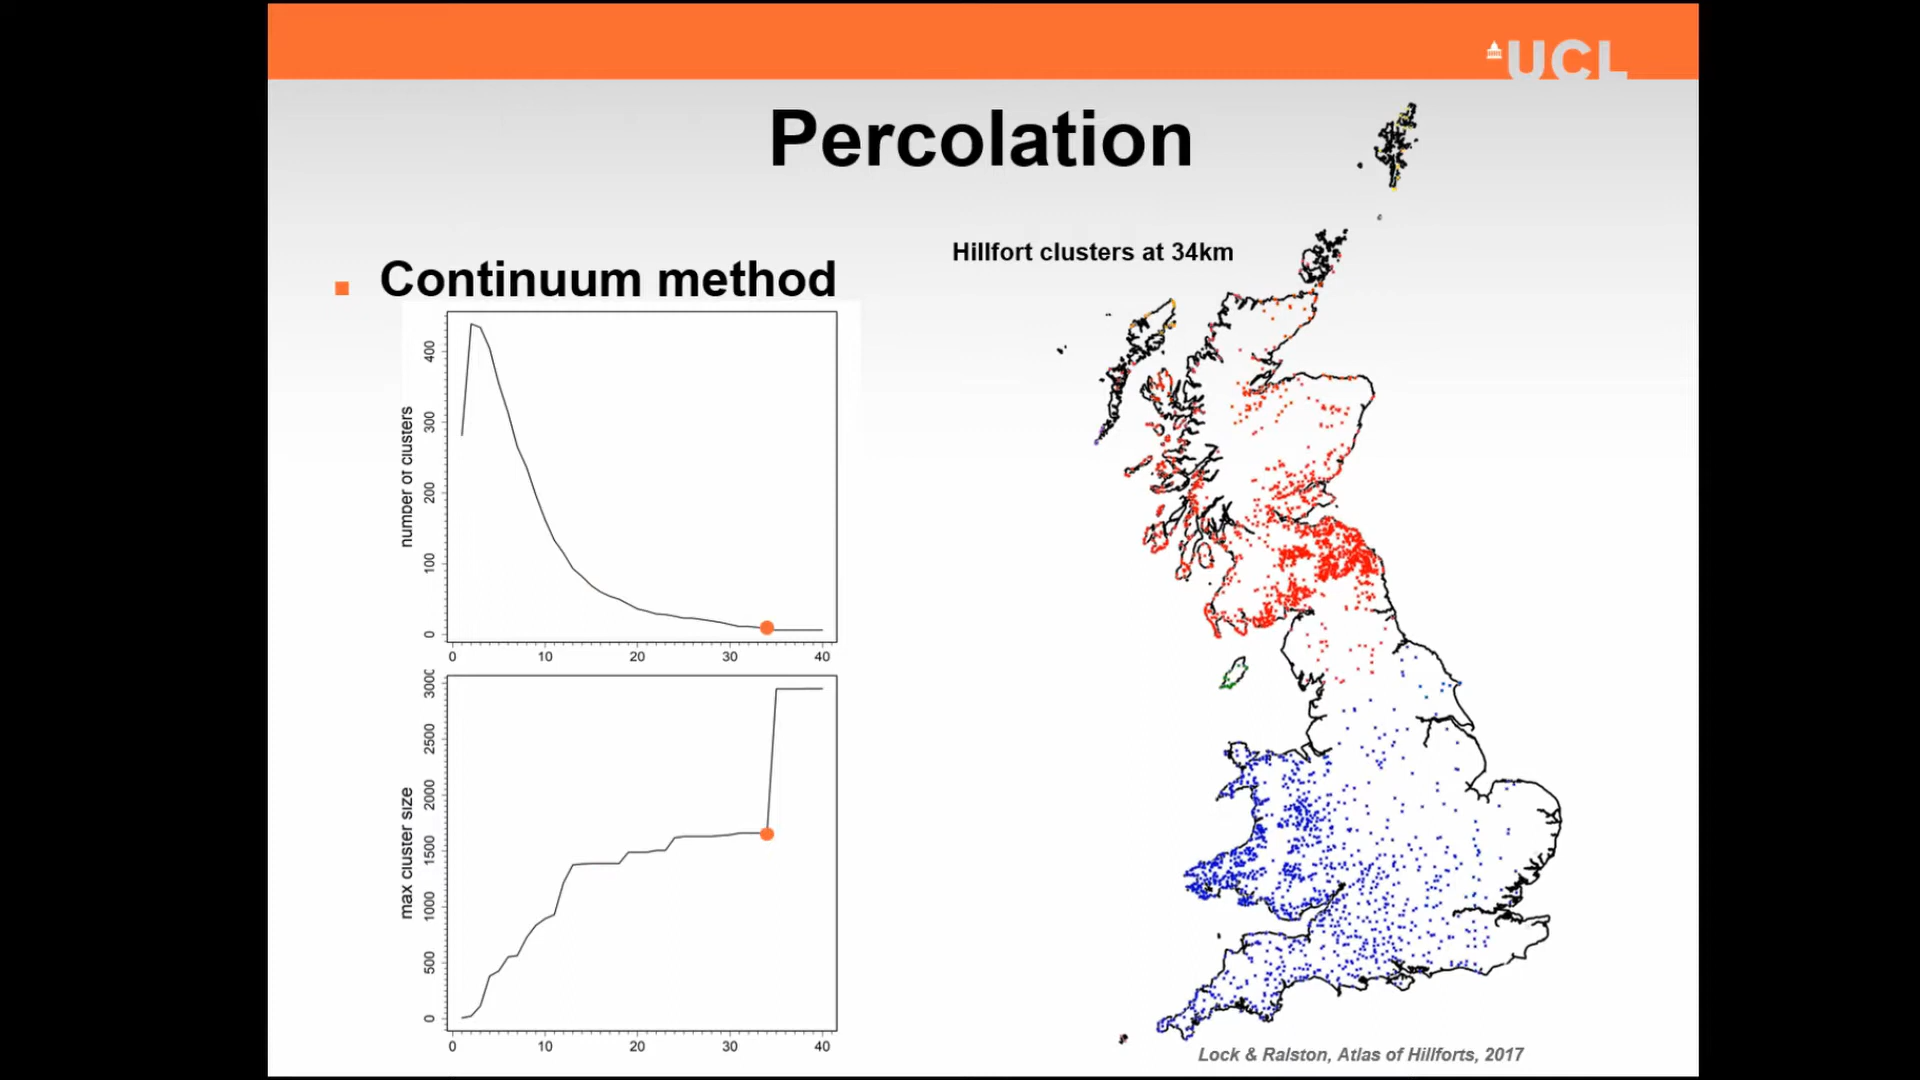 UCL
Percolation
Hillfort clusters at 34km
Continuum method
number of clusters
400
300
200
100
0
0 10 20 30 40
max cluster size
3000
2500
2000
1500
1000
500
0
0 10 20 30 40
Lock & Ralston, Atlas of Hillforts, 2017